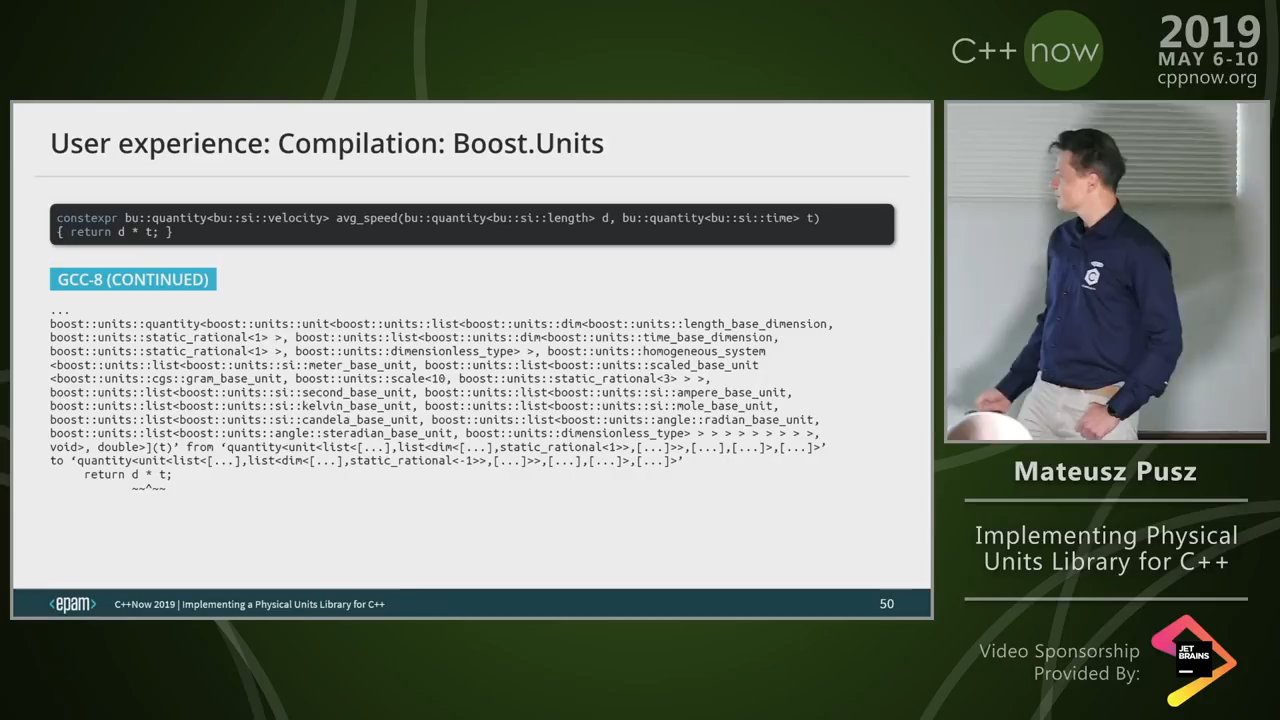 C++ now
2019
MAY 6-10
cppnow.org
User experience: Compilation: Boost.Units
constexpr bu::quantity<bu::si::velocity> avg_speed(bu::quantity<bu::si::length> d, bu::quantity<bu::si::time> t)
{ return d * t; }
GCC-8 (CONTINUED)
...
boost::units::quantity<boost::units::unit<boost::units::list<boost::units::dim<boost::units::length_base_dimension,
boost::units::static_rational<1> >, boost::units::list<boost::units::dim<boost::units::time_base_dimension,
boost::units::static_rational<1> >, boost::units::dimensionless_type> >, boost::units::homogeneous_system
<boost::units::list<boost::units::si::meter_base_unit, boost::units::list<boost::units::scaled_base_unit
<boost::units::cgs::gram_base_unit, boost::units::scale<10, boost::units::static_rational<3> > >,
boost::units::list<boost::units::si::second_base_unit, boost::units::list<boost::units::si::ampere_base_unit,
boost::units::list<boost::units::si::kelvin_base_unit, boost::units::list<boost::units::si::mole_base_unit,
boost::units::list<boost::units::si::candela_base_unit, boost::units::list<boost::units::angle::radian_base_unit,
boost::units::list<boost::units::angle::steradian_base_unit, boost::units::dimensionless_type> > > > > > > > > >,
void>, double>](t)’ from ‘quantity<unit<list<[...],list<dim<[...],static_rational<1>>,[...]>>,[...],[...]>,[...]>’
to ‘quantity<unit<list<[...],list<dim<[...],static_rational<-1>>,[...]>>,[...],[...]>,[...]>’
return d * t;
~~^~~
<epam>
C++Now 2019 | Implementing a Physical Units Library for C++
50
Mateusz Pusz
Implementing Physical
Units Library for C++
Video Sponsorship
Provided By:
JET
BRAINS